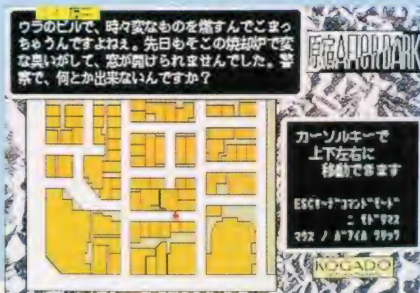 ウラのビルで、時々変なものを燃すんでこまっ
ちゃうんですよねぇ。先日もそこの焼却炉で変
な臭いがして、窓が開けられませんでした。警
察で、何とか出来ないんですか?
原宿AFTER DARK
カーソルキーで
上下左右に
移動できます
ESCキーデコマンドモード
ニ モドリマス
マウス ノ バアイハ クリック
KOGADO